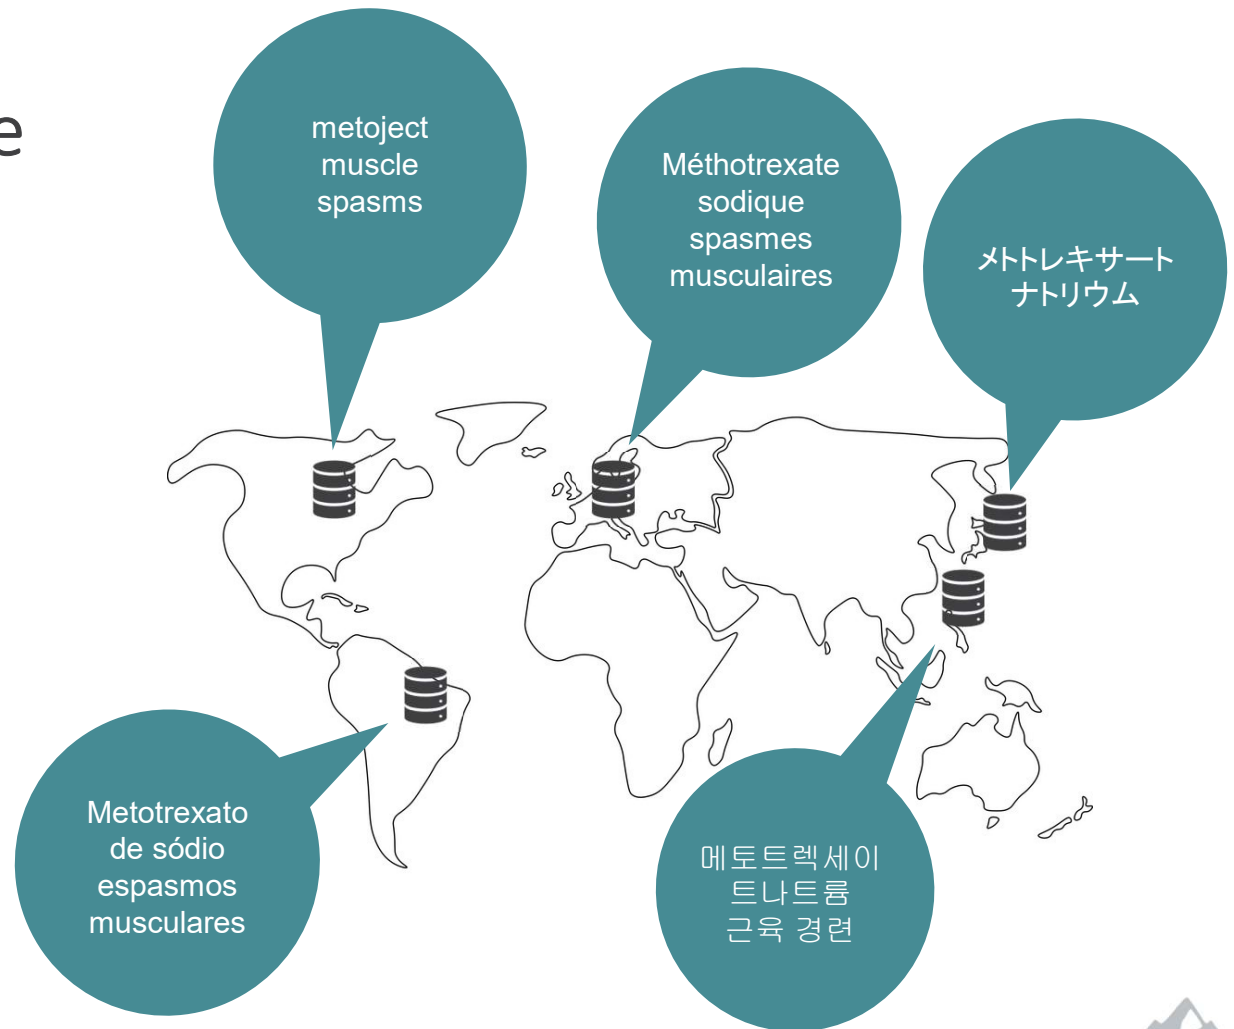 e
metoject
muscle
spasms
Méthotrexate
sodique
spasmes
musculaires
メトトレキサート
ナトリウム
Metotrexato
de sódio
espasmos
musculares
메토트렉세이
트나트륨
근육 경련